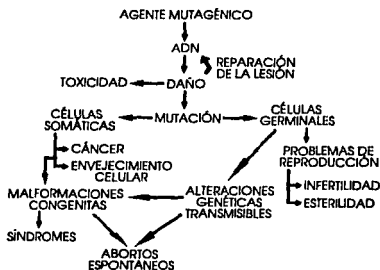 AGENTE MUTAGÉNICO
ADN
REPARACIÓN
DE LA LESIÓN
TOXICIDAD
DAÑO
CÉLULAS
SOMÁTICAS
MUTACIÓN
CÉLULAS
GERMINALES
CÁNCER
ENVEJECIMIENTO
CELULAR
PROBLEMAS DE
REPRODUCCIÓN
INFERTILIDAD
ESTERILIDAD
MALFORMACIONES
CONGENITAS
ALTERACIONES
GENÉTICAS
TRANSMISIBLES
SÍNDROMES
ABORTOS
ESPONTÁNEOS